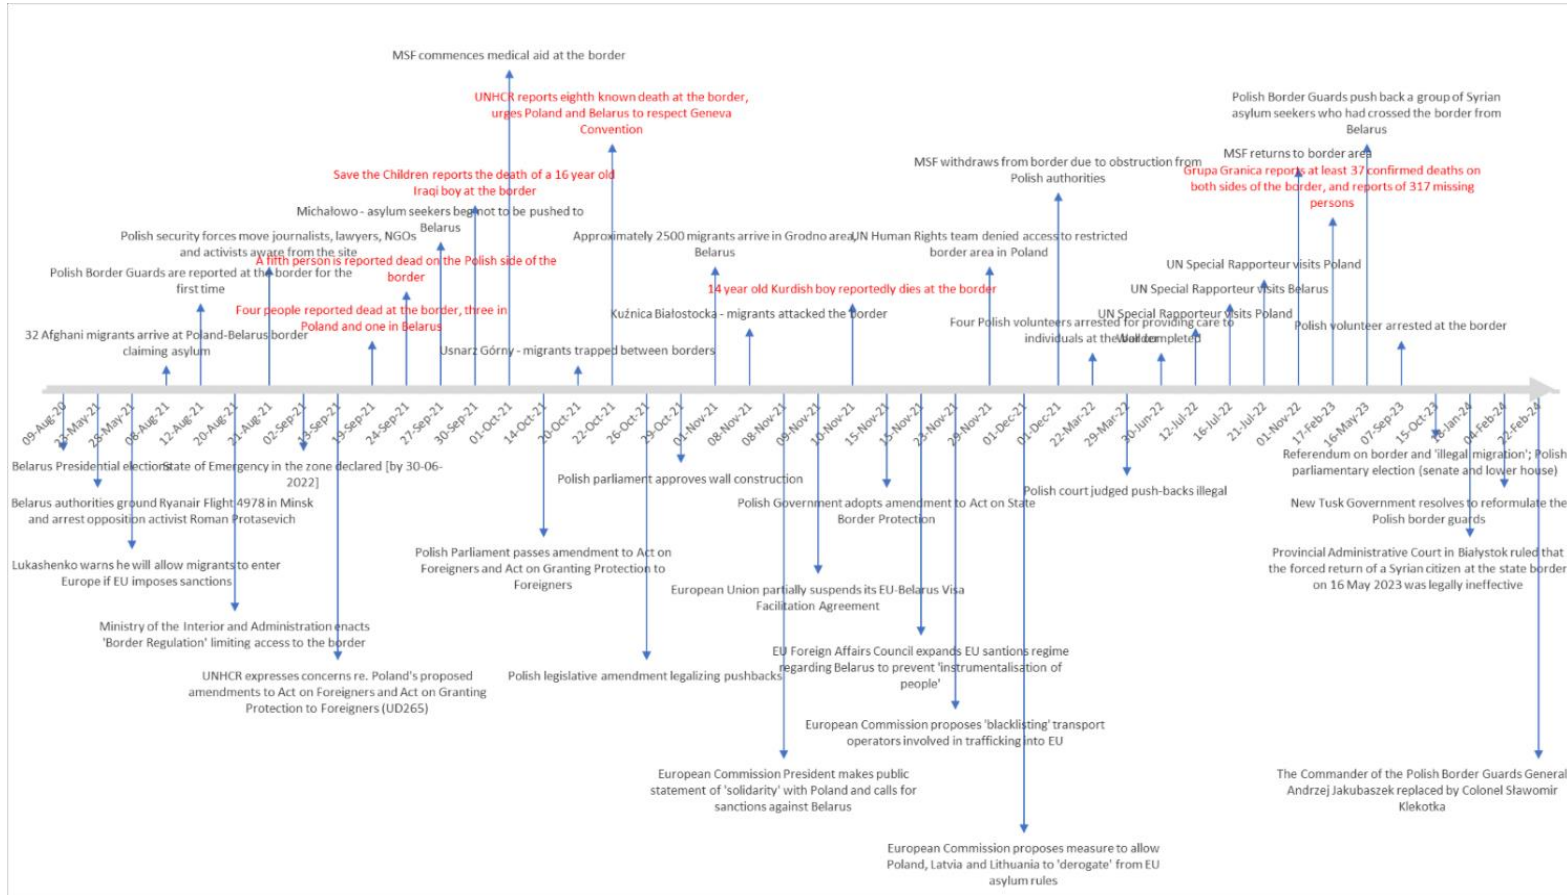 MSF commences medical aid at the border
UNHCR reports eighth known death at the border,
urges Poland and Belarus to respect Geneva
Convention
Polish Border Guards push back a group of Syrian
asylum seekers who had crossed the border from
Belarus
MSF withdraws from border due to obstruction from
Polish authorities
MSF returns to border area
Grupa Granica reports at least 37 confirmed deaths on
both sides of the border, and reports of 317 missing
persons
Save the Children reports the death of a 16 year old
Iraqi boy at the border
Michałowo - asylum seekers beg not to be pushed to
Belarus
Polish security forces move journalists, lawyers, NGOs
and activists aware from the site
A fifth person is reported dead on the Polish side of the
border
Approximately 2500 migrants arrive in Grodno area,
Belarus
UN Human Rights team denied access to restricted
border area in Poland
Polish Border Guards are reported at the border for the
first time
UN Special Rapporteur visits Poland
14 year old Kurdish boy reportedly dies at the border
UN Special Rapporteur visits Belarus
Four people reported dead at the border, three in
Poland and one in Belarus
Kuźnica Białostocka - migrants attacked the border
UN Special Rapporteur visits Poland
Four Polish volunteers arrested for providing care to
individuals at the border
Wall completed
Polish volunteer arrested at the border
32 Afghani migrants arrive at Poland-Belarus border
claiming asylum
Usnarz Górny - migrants trapped between borders
09-Aug-20
23-May-21
28-May-21
08-Aug-21
12-Aug-21
20-Aug-21
21-Aug-21
02-Sep-21
13-Sep-21
19-Sep-21
24-Sep-21
27-Sep-21
30-Sep-21
01-Oct-21
14-Oct-21
20-Oct-21
22-Oct-21
26-Oct-21
29-Oct-21
01-Nov-21
08-Nov-21
08-Nov-21
09-Nov-21
10-Nov-21
15-Nov-21
15-Nov-21
23-Nov-21
29-Nov-21
01-Dec-21
01-Dec-21
22-Mar-22
29-Mar-22
30-Jun-22
12-Jul-22
16-Jul-22
21-Jul-22
01-Nov-22
17-Feb-23
16-May-23
07-Sep-23
15-Oct-23
18-Jan-24
04-Feb-24
22-Feb-24
Belarus Presidential elections
State of Emergency in the zone declared [by 30-06-
2022]
Belarus authorities ground Ryanair Flight 4978 in Minsk
and arrest opposition activist Roman Protasevich
Lukashenko warns he will allow migrants to enter
Europe if EU imposes sanctions
Ministry of the Interior and Administration enacts
'Border Regulation' limiting access to the border
UNHCR expresses concerns re. Poland's proposed
amendments to Act on Foreigners and Act on Granting
Protection to Foreigners (UD265)
Polish Parliament passes amendment to Act on
Foreigners and Act on Granting Protection to
Foreigners
Polish parliament approves wall construction
Polish legislative amendment legalizing pushbacks
Polish Government adopts amendment to Act on State
Border Protection
European Union partially suspends its EU-Belarus Visa
Facilitation Agreement
EU Foreign Affairs Council expands EU santions regime
regarding Belarus to prevent 'instrumentalisation of
people'
European Commission proposes 'blacklisting' transport
operators involved in trafficking into EU
European Commission President makes public
statement of 'solidarity' with Poland and calls for
sanctions against Belarus
European Commission proposes measure to allow
Poland, Latvia and Lithuania to 'derogate' from EU
asylum rules
Polish court judged push-backs illegal
Referendum on border and 'illegal migration'; Polish
parliamentary election (senate and lower house)
New Tusk Government resolves to reformulate the
Polish border guards
Provincial Administrative Court in Białystok ruled that
the forced return of a Syrian citizen at the state border
on 16 May 2023 was legally ineffective
The Commander of the Polish Border Guards General
Andrzej Jakubaszek replaced by Colonel Sławomir
Klekotka